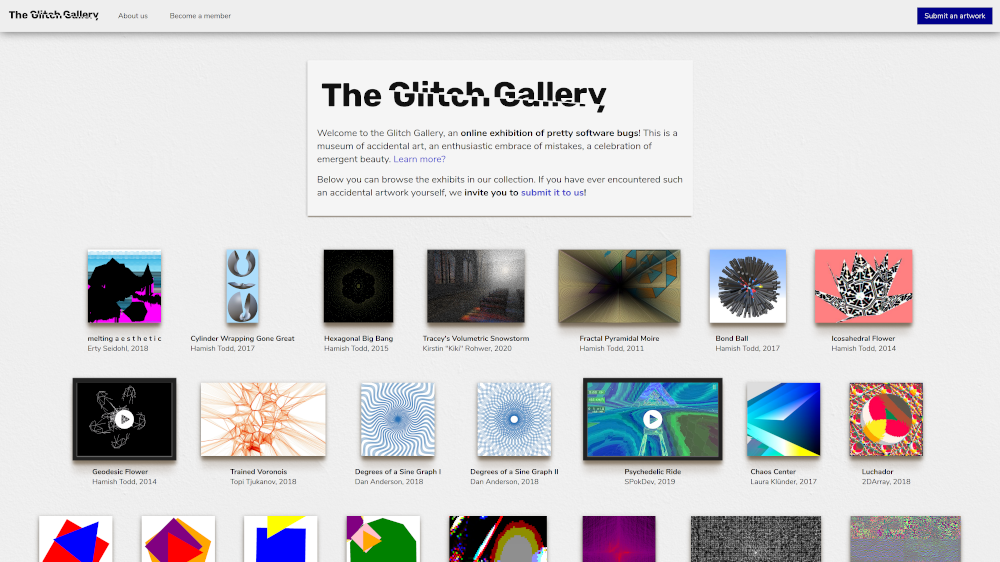 The Glitch Gallery
About us
Become a member
Submit an artwork
The Glitch Gallery
Welcome to the Glitch Gallery, an online exhibition of pretty software bugs! This is a
museum of accidental art, an enthusiastic embrace of mistakes, a celebration of
emergent beauty. Learn more?
Below you can browse the exhibits in our collection. If you have ever encountered such
an accidental artwork yourself, we invite you to submit it to us!
melting a e s t h e t i c
Erty Seidohl, 2018
Cylinder Wrapping Gone Great
Hamish Todd, 2017
Hexagonal Big Bang
Hamish Todd, 2015
Tracey's Volumetric Snowstorm
Kirstin "Kiki" Rohwer, 2020
Fractal Pyramidal Moire
Hamish Todd, 2011
Bond Ball
Hamish Todd, 2017
Icosahedral Flower
Hamish Todd, 2014
Geodesic Flower
Hamish Todd, 2014
Trained Voronois
Topi Tjukanov, 2018
Degrees of a Sine Graph I
Dan Anderson, 2018
Degrees of a Sine Graph II
Dan Anderson, 2018
Psychedelic Ride
SPokDev, 2019
Chaos Center
Laura Klünder, 2017
Luchador
2DArray, 2018